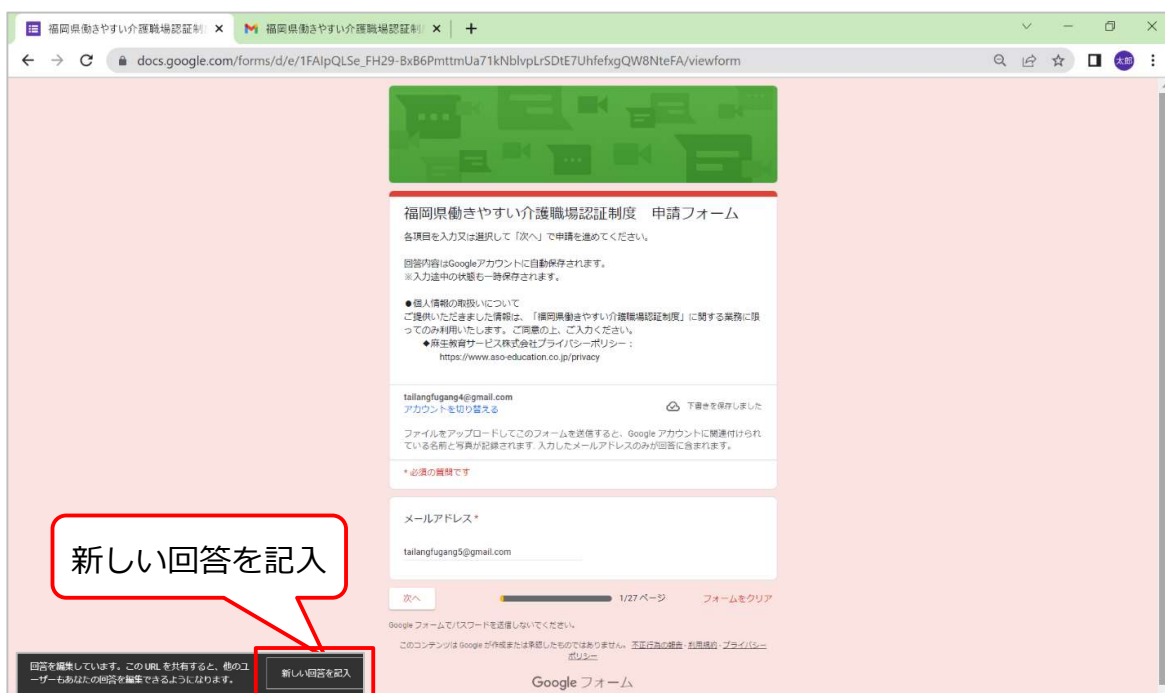 福岡県働きやすい介護職場認証制
福岡県働きやすい介護職場認証制
docs.google.com/forms/d/e/1FAIpQLSe_FH29-BxB6PmttmUa71kNblvpLrSDtE7UhfefxgQW8NteFA/viewform
太郎
福岡県働きやすい介護職場認証制度　申請フォーム
各項目を入力又は選択して「次へ」で申請を進めてください。
回答内容はGoogleアカウントに自動保存されます。
※入力途中の状態も一時保存されます。
●個人情報の取扱いについて
ご提供いただきました情報は、「福岡県働きやすい介護職場認証制度」に関する業務に限
ってのみ利用いたします。ご同意の上、ご入力ください。
◆麻生教育サービス株式会社プライバシーポリシー：
https://www.aso-education.co.jp/privacy
tailangfugang4@gmail.com
アカウントを切り替える
下書きを保存しました
ファイルをアップロードしてこのフォームを送信すると、Google アカウントに関連付けられ
ている名前と写真が記録されます. 入力したメールアドレスのみが回答に含まれます。
* 必須の質問です
メールアドレス *
tailangfugang5@gmail.com
新しい回答を記入
次へ
1/27 ページ
フォームをクリア
Google フォームでパスワードを送信しないでください。
このコンテンツは Google が作成または承認したものではありません。 不正行為の報告 - 利用規約 - プライバシー
ポリシー
Google フォーム
回答を編集しています。この URL を共有すると、他のユ
ーザーもあなたの回答を編集できるようになります。
新しい回答を記入